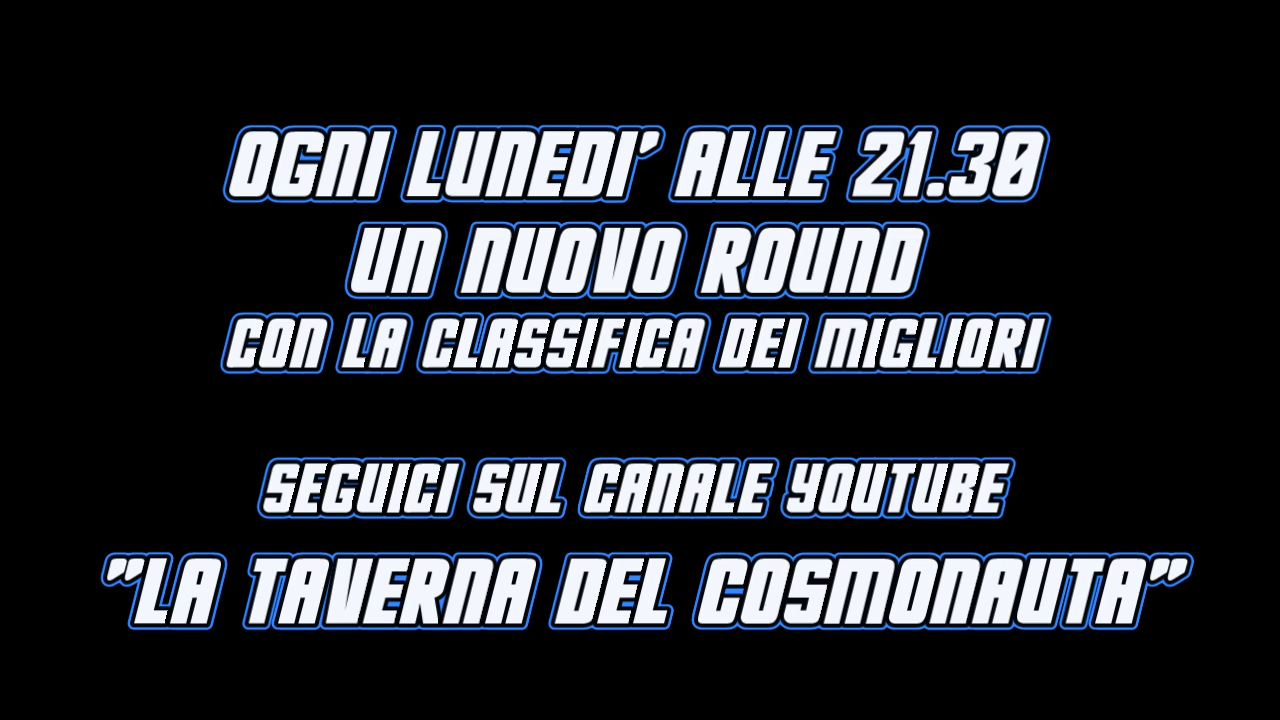 OGNI LUNEDI' ALLE 21.30
UN NUOVO ROUND
CON LA CLASSIFICA DEI MIGLIORI
SEGUICI SUL CANALE YOUTUBE
"LA TAVERNA DEL COSMONAUTA"